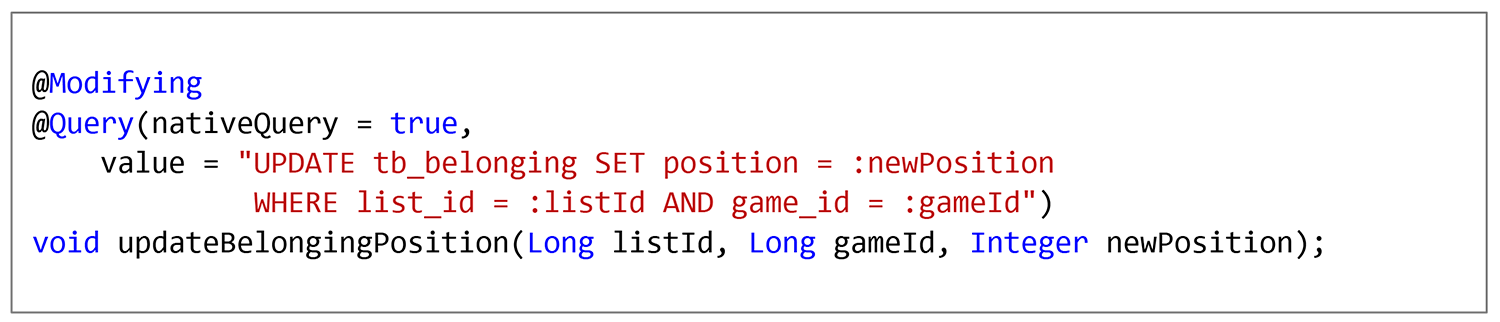 @Modifying
@Query(nativeQuery = true,
    value = "UPDATE tb_belonging SET position = :newPosition
             WHERE list_id = :listId AND game_id = :gameId")
void updateBelongingPosition(Long listId, Long gameId, Integer newPosition);